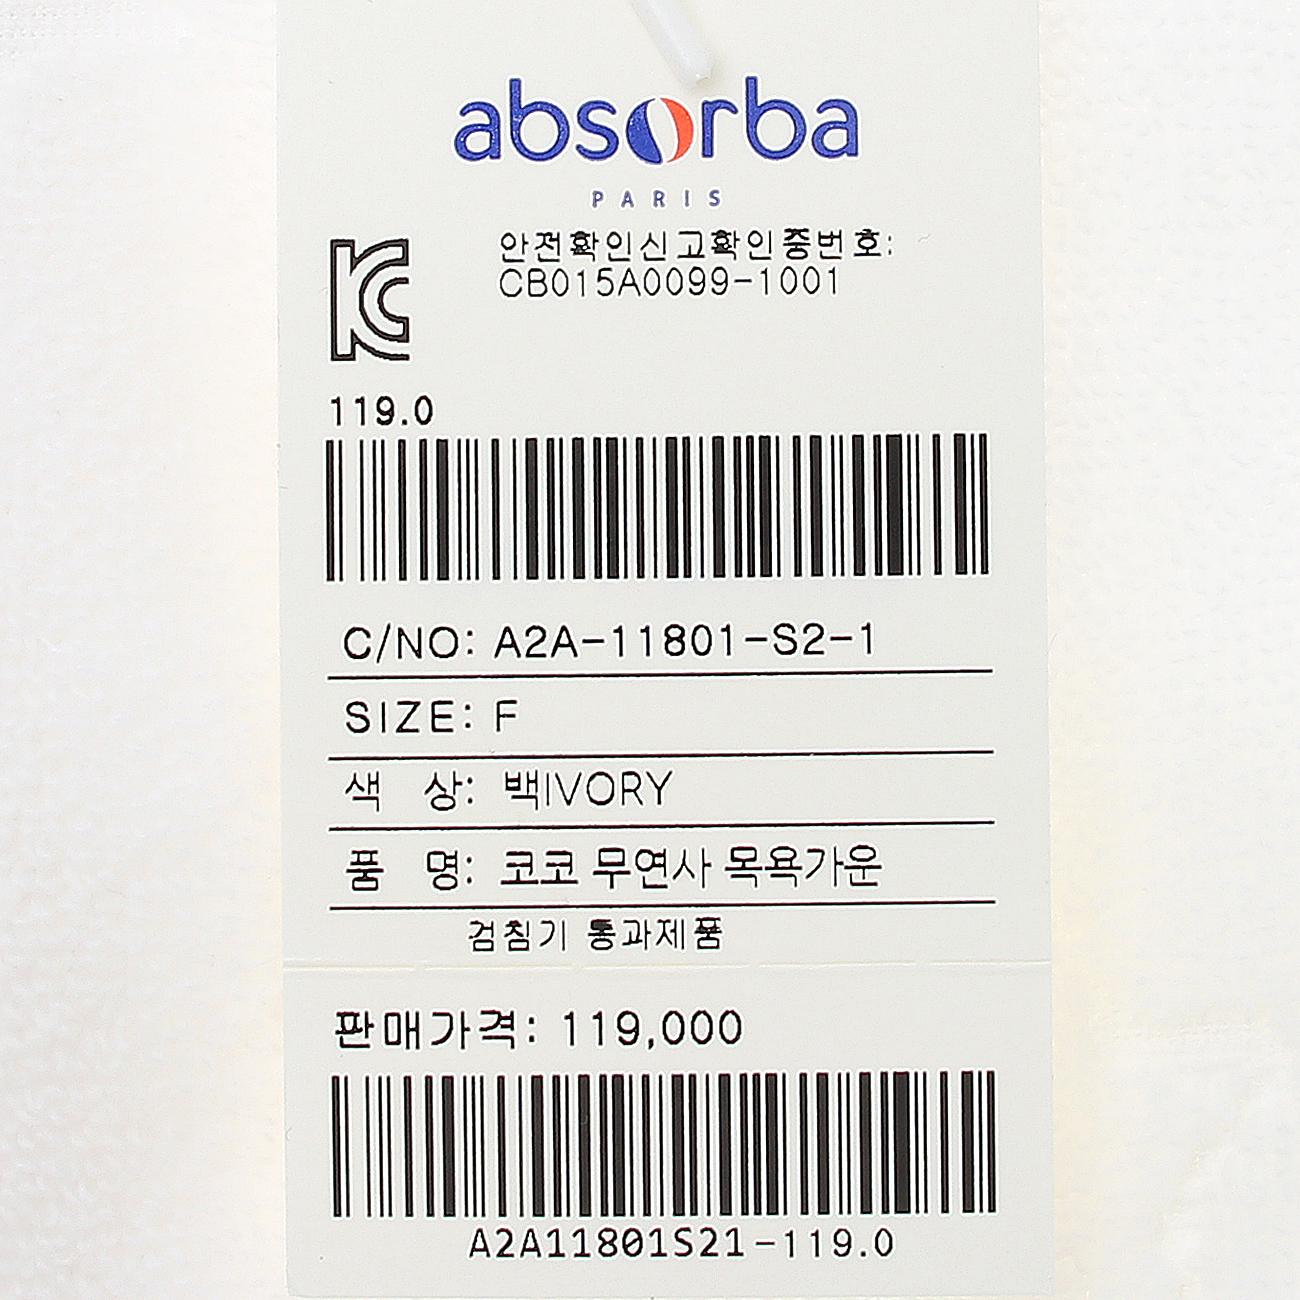 absorba
PARIS
안전확인신고확인증번호:
CB015A0099-1001
119.0
C/NO: A2A-11801-S2-1
SIZE: F
색 상: 백IVORY
품 명: 코코 무연사 목욕가운
검침기 통과제품
판매가격: 119,000
A2A11801S21-119.0